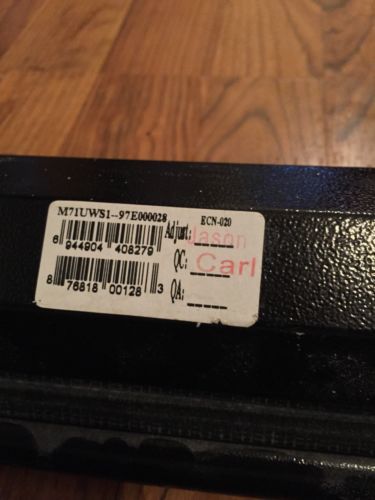 M71UWS1--97E000028 ECN-020
Adjust: Jason
6 944904 408279
QC: Carl
8 76818 00128 3
QA: